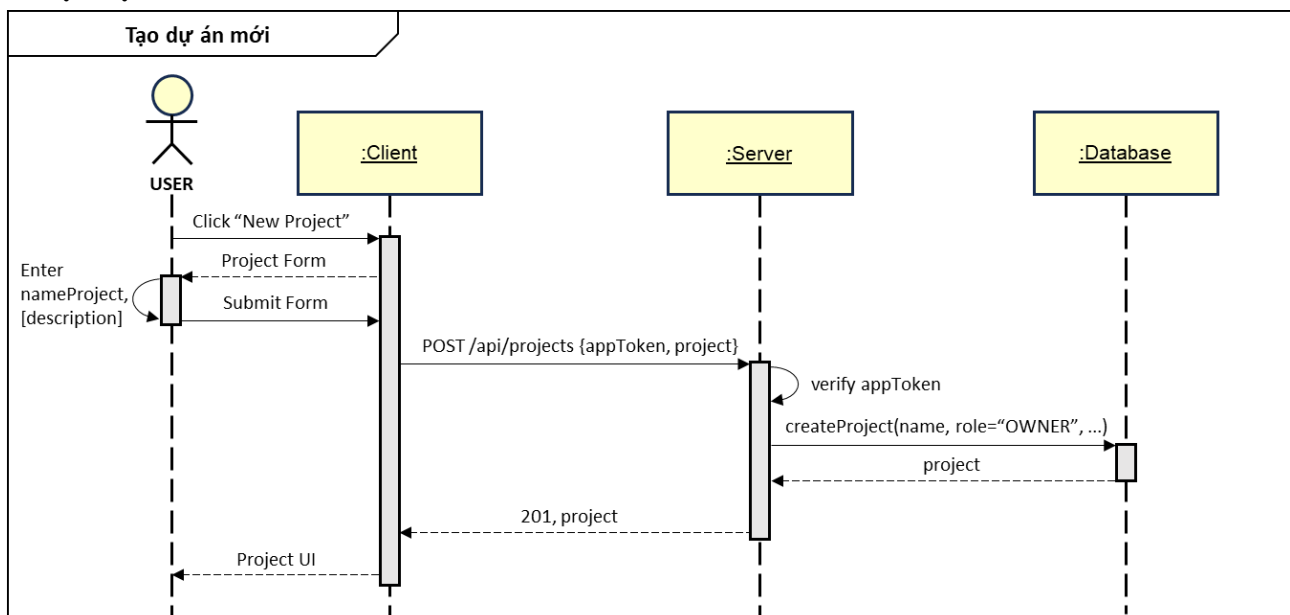 Tạo dự án mới
USER
:Client
:Server
:Database
Click “New Project”
Project Form
Enter
nameProject,
[description]
Submit Form
POST /api/projects {appToken, project}
verify appToken
createProject(name, role=“OWNER”, ...)
project
201, project
Project UI